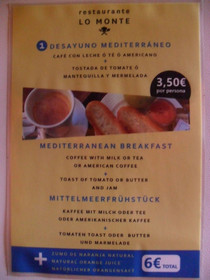 restaurante
LO MONTE
1 DESAYUNO MEDITERRÁNEO
CAFÉ CON LECHE O TÉ O AMERICANO
+
TOSTADA DE TOMATE O
MANTEQUILLA Y MERMELADA
3,50€
por persona
MEDITERRANEAN BREAKFAST
COFFEE WITH MILK OR TEA
OR AMERICAN COFFEE
+
TOAST OF TOMATO OR BUTTER
AND JAM
MITTELMEERFRÜHSTÜCK
KAFFEE MIT MILCH ODER TEE
ODER AMERIKANISCHER KAFFEE
+
TOMATEN TOAST ODER BUTTER
UND MARMELADE
+ ZUMO DE NARANJA NATURAL
NATURAL ORANGE JUICE
NATÜRLICHER ORANGENSAFT
6€ TOTAL